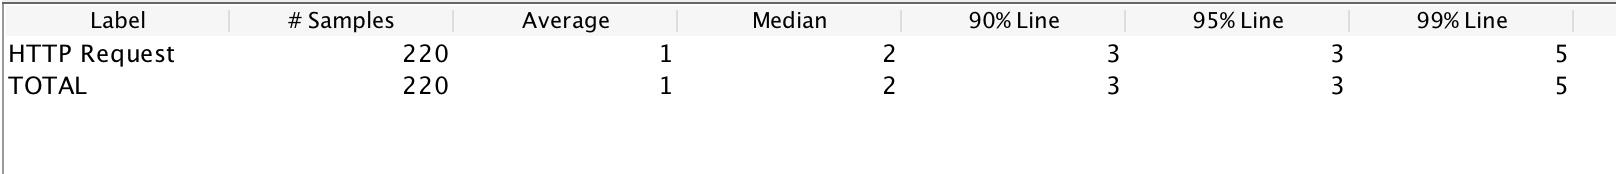 Label # Samples Average Median 90% Line 95% Line 99% Line
HTTP Request 220 1 2 3 3 5
TOTAL 220 1 2 3 3 5